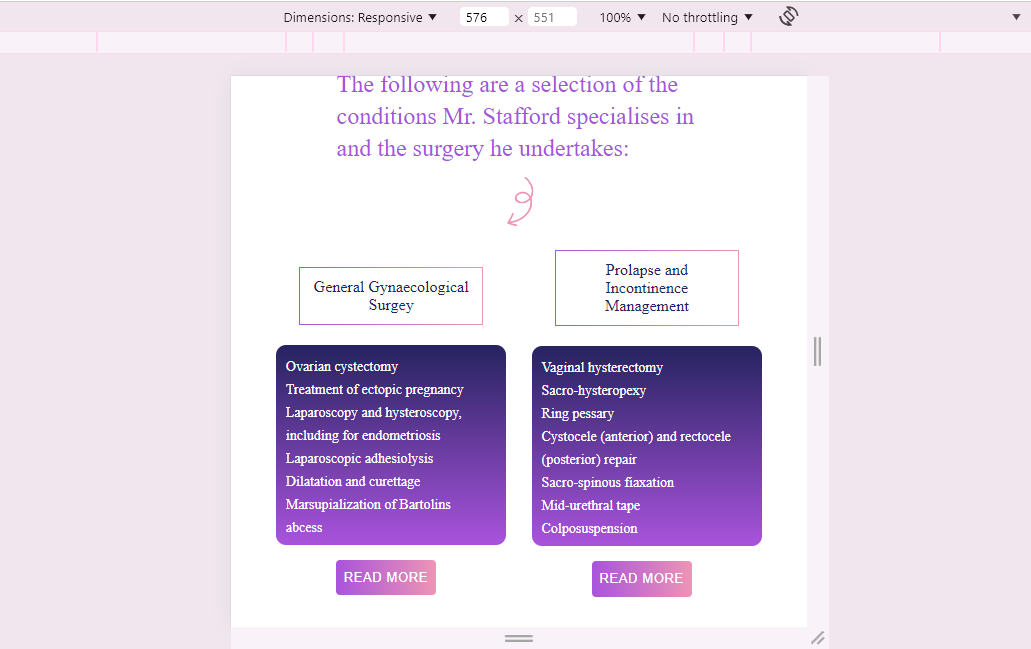 Dimensions: Responsive ▼ 576 × 551 100% ▼ No throttling ▼
The following are a selection of the
conditions Mr. Stafford specialises in
and the surgery he undertakes:
General Gynaecological
Surgey
Ovarian cystectomy
Treatment of ectopic pregnancy
Laparoscopy and hysteroscopy,
including for endometriosis
Laparoscopic adhesiolysis
Dilatation and curettage
Marsupialization of Bartolins
abcess
READ MORE
Prolapse and
Incontinence
Management
Vaginal hysterectomy
Sacro-hysteropexy
Ring pessary
Cystocele (anterior) and rectocele
(posterior) repair
Sacro-spinous fiaxation
Mid-urethral tape
Colposuspension
READ MORE